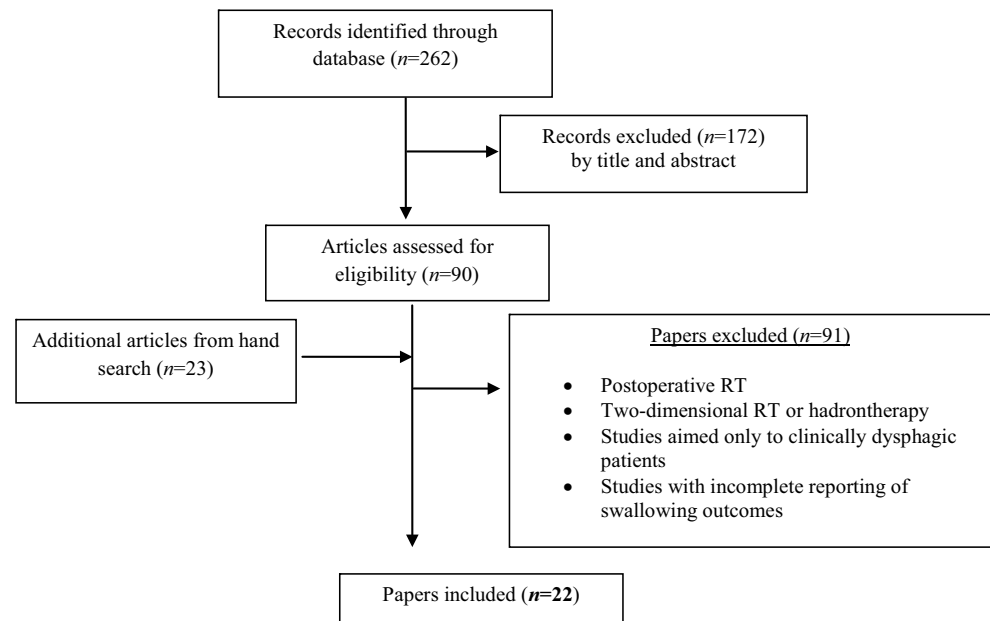 Records identified through
database (n=262)
Records excluded (n=172)
by title and abstract
Articles assessed for
eligibility (n=90)
Additional articles from hand
search (n=23)
Papers excluded (n=91)
• Postoperative RT
• Two-dimensional RT or hadrontherapy
• Studies aimed only to clinically dysphagic
patients
• Studies with incomplete reporting of
swallowing outcomes
Papers included (n=22)